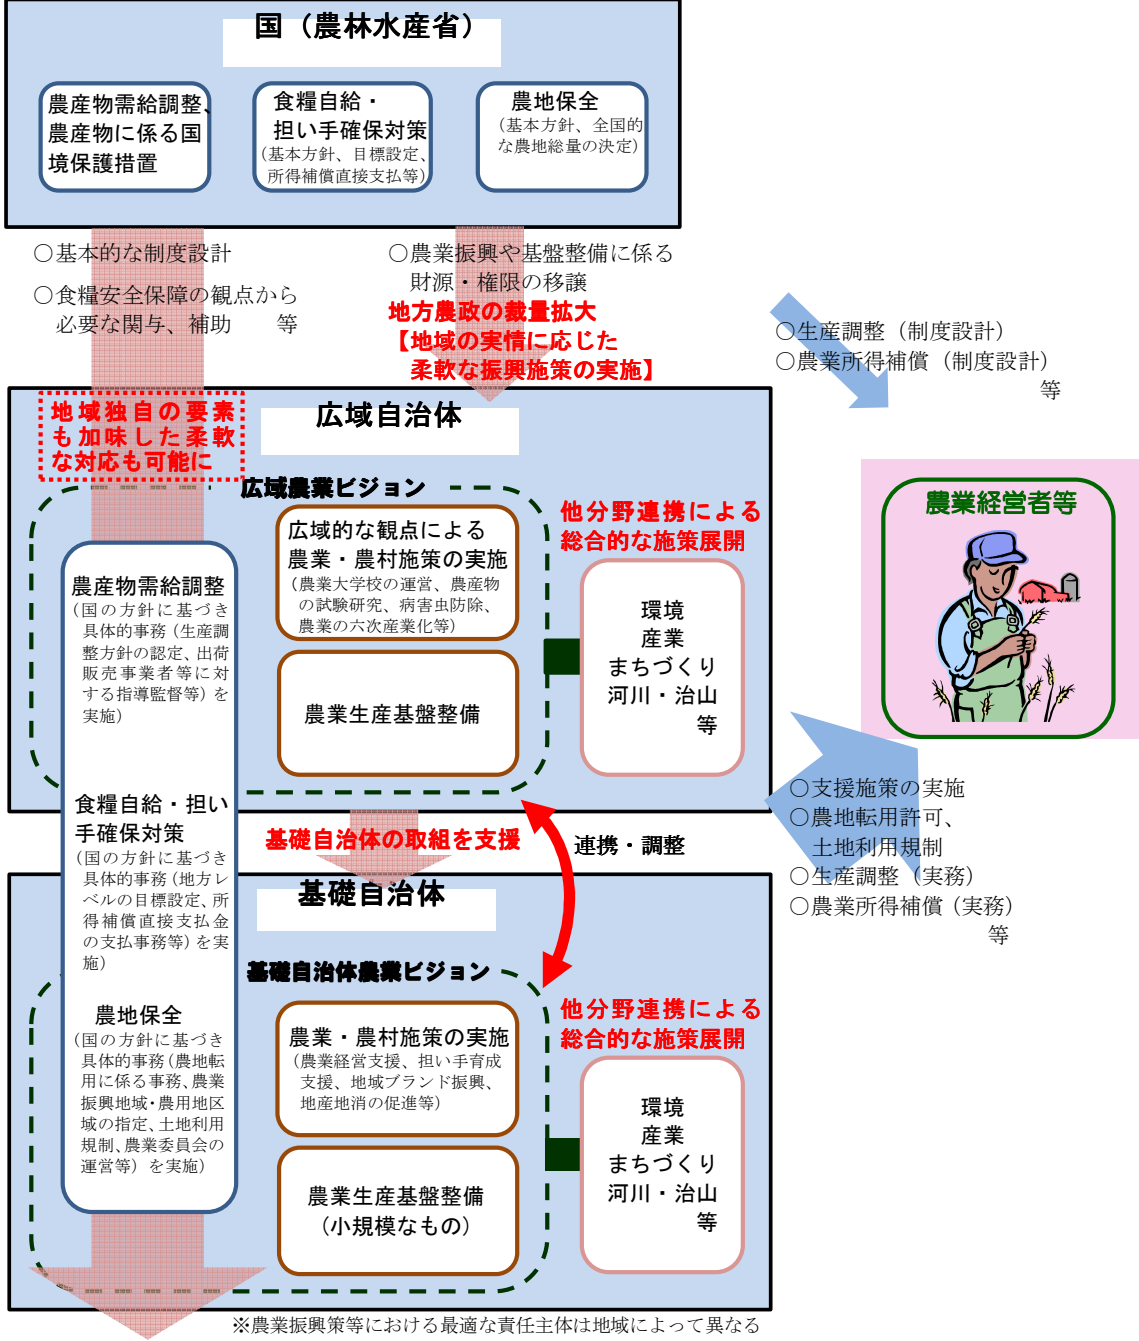 国（農林水産省）
農産物需給調整、
農産物に係る国
境保護措置
食糧自給・
担い手確保対策
（基本方針、目標設定、
所得補償直接支払等）
農地保全
（基本方針、全国的
な農地総量の決定）
○基本的な制度設計
○食糧安全保障の観点から
必要な関与、補助　　等
○農業振興や基盤整備に係る
財源・権限の移譲
地方農政の裁量拡大
【地域の実情に応じた
柔軟な振興施策の実施】
○生産調整（制度設計）
○農業所得補償（制度設計）
等
広域自治体
地域独自の要素
も加味した柔軟
な対応も可能に
広域農業ビジョン
広域的な観点による
農業・農村施策の実施
（農業大学校の運営、農産物
の試験研究、病害虫防除、
農業の六次産業化等）
農業生産基盤整備
他分野連携による
総合的な施策展開
環境
産業
まちづくり
河川・治山
等
農業経営者等
農産物需給調整
（国の方針に基づき
具体的事務（生産調
整方針の認定、出荷
販売事業者等に対
する指導監督等）を
実施）
食糧自給・担い
手確保対策
（国の方針に基づき
具体的事務（地方レ
ベルの目標設定、所
得補償直接支払金
の支払事務等）を実
施）
農地保全
（国の方針に基づき
具体的事務（農地転
用に係る事務、農業
振興地域・農用地区
域の指定、土地利用
規制、農業委員会の
運営等）を実施）
基礎自治体の取組を支援
連携・調整
○支援施策の実施
○農地転用許可、
土地利用規制
○生産調整（実務）
○農業所得補償（実務）
等
基礎自治体
基礎自治体農業ビジョン
農業・農村施策の実施
（農業経営支援、担い手育成
支援、地域ブランド振興、
地産地消の促進等）
農業生産基盤整備
（小規模なもの）
他分野連携による
総合的な施策展開
環境
産業
まちづくり
河川・治山
等
※農業振興策等における最適な責任主体は地域によって異なる